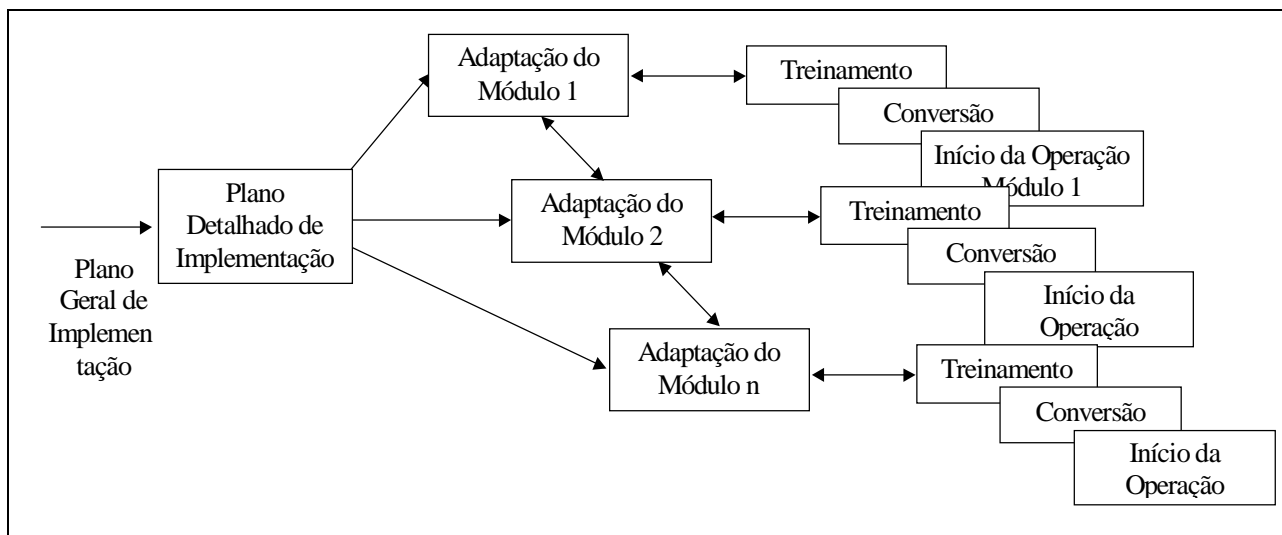 Plano
Geral de
Implemen
tação
Plano
Detalhado de
Implementação
Adaptação do
Módulo 1
Treinamento
Conversão
Início da Operação
Módulo 1
Adaptação do
Módulo 2
Treinamento
Conversão
Início da
Operação
Adaptação do
Módulo n
Treinamento
Conversão
Início da
Operação